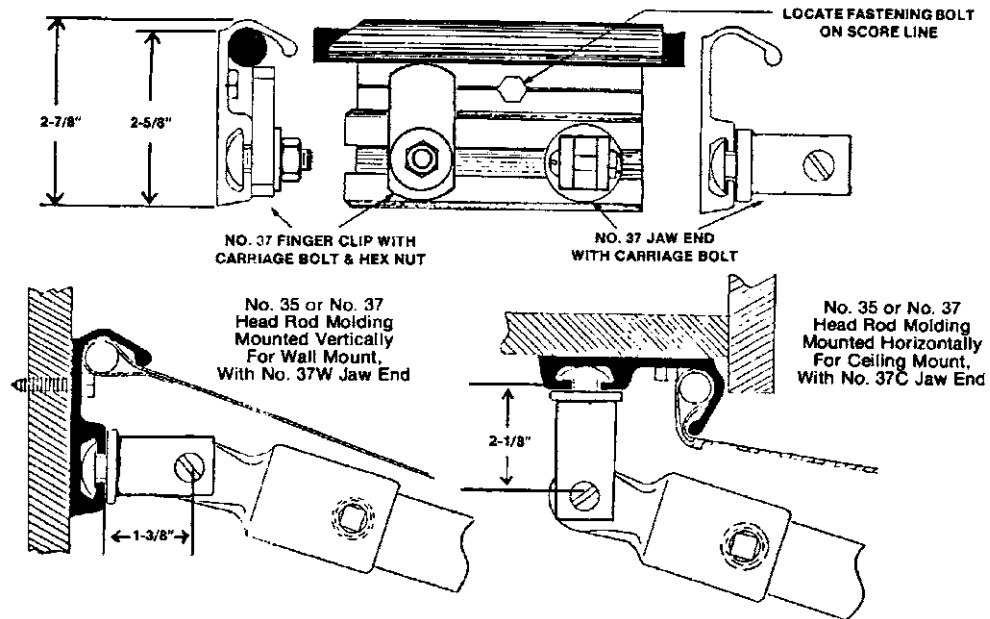 LOCATE FASTENING BOLT
ON SCORE LINE
2-7/8"
2-5/8"
NO. 37 FINGER CLIP WITH
CARRIAGE BOLT & HEX NUT
NO. 37 JAW END
WITH CARRIAGE BOLT
No. 35 or No. 37
Head Rod Molding
Mounted Vertically
For Wall Mount,
With No. 37W Jaw End
No. 35 or No. 37
Head Rod Molding
Mounted Horizontally
For Ceiling Mount,
With No. 37C Jaw End
2-1/8"
1-3/8"